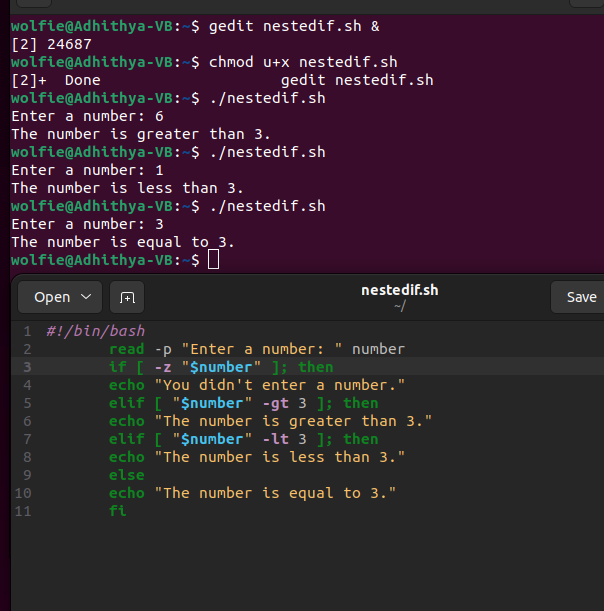 wolfie@Adhithya-VB:~$ gedit nestedif.sh &
[2] 24687
wolfie@Adhithya-VB:~$ chmod u+x nestedif.sh
[2]+  Done                    gedit nestedif.sh
wolfie@Adhithya-VB:~$ ./nestedif.sh
Enter a number: 6
The number is greater than 3.
wolfie@Adhithya-VB:~$ ./nestedif.sh
Enter a number: 1
The number is less than 3.
wolfie@Adhithya-VB:~$ ./nestedif.sh
Enter a number: 3
The number is equal to 3.
wolfie@Adhithya-VB:~$
Open nestedif.sh Save
~/
1 #!/bin/bash
2        read -p "Enter a number: " number
3        if [ -z "$number" ]; then
4        echo "You didn't enter a number."
5        elif [ "$number" -gt 3 ]; then
6        echo "The number is greater than 3."
7        elif [ "$number" -lt 3 ]; then
8        echo "The number is less than 3."
9        else
10        echo "The number is equal to 3."
11        fi